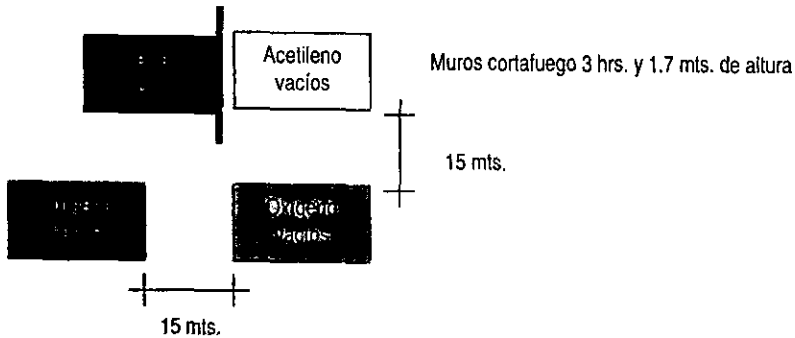 Acetileno
vacíos
Muros cortafuego 3 hrs. y 1.7 mts. de altura
15 mts.
Oxígeno
vacíos
15 mts.